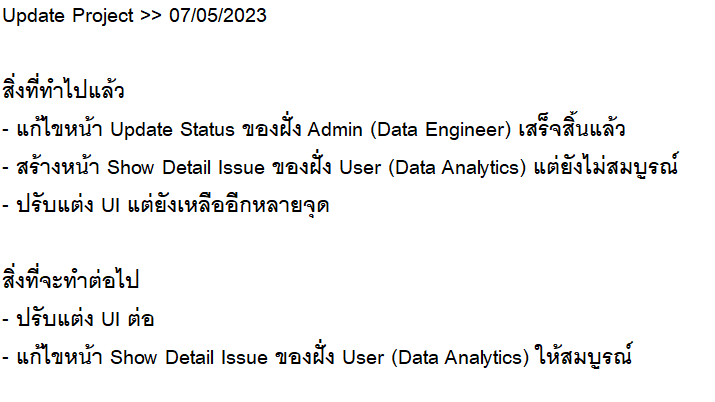 Update Project >> 07/05/2023
สิ่งที่ทำไปแล้ว
- แก้ไขหน้า Update Status ของฝั่ง Admin (Data Engineer) เสร็จสิ้นแล้ว
- สร้างหน้า Show Detail Issue ของฝั่ง User (Data Analytics) แต่ยังไม่สมบูรณ์
- ปรับแต่ง UI แต่ยังเหลืออีกหลายจุด
สิ่งที่จะทำต่อไป
- ปรับแต่ง UI ต่อ
- แก้ไขหน้า Show Detail Issue ของฝั่ง User (Data Analytics) ให้สมบูรณ์